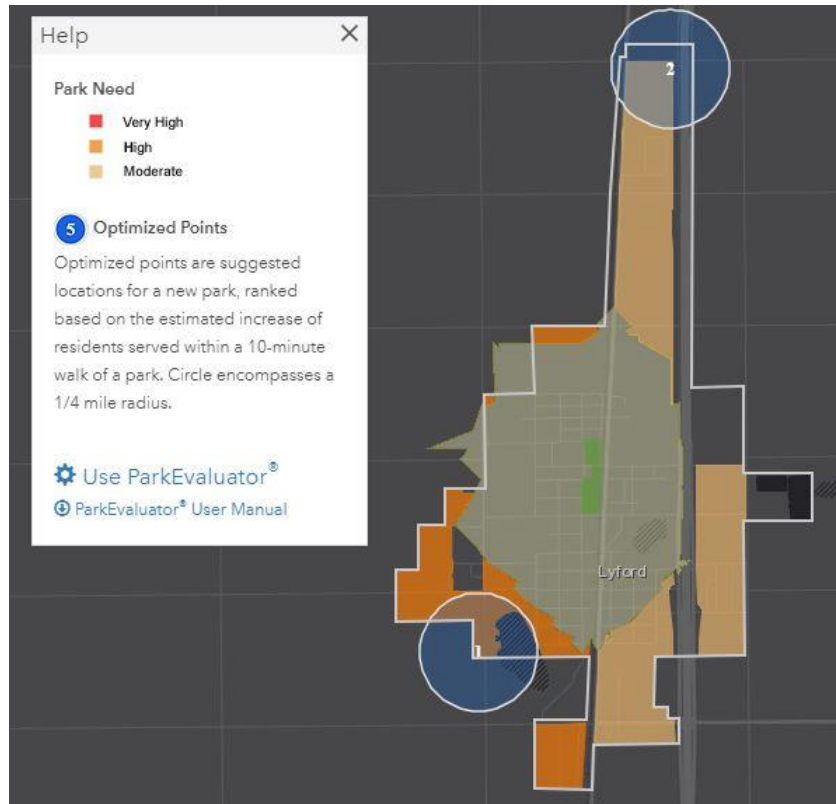 Help
Park Need
Very High
High
Moderate
5 Optimized Points
Optimized points are suggested
locations for a new park, ranked
based on the estimated increase of
residents served within a 10-minute
walk of a park. Circle encompasses a
1/4 mile radius.
Use ParkEvaluator®
ParkEvaluator® User Manual
2
Lyford
1